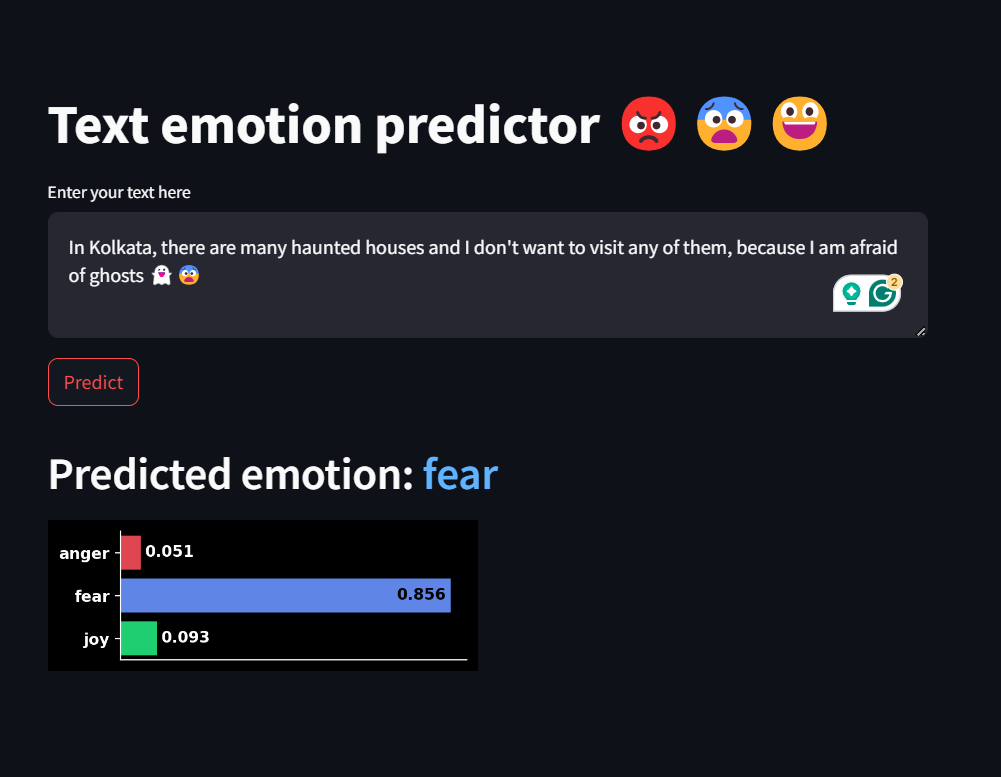 Text emotion predictor 😡 😨 😀
Enter your text here
In Kolkata, there are many haunted houses and I don't want to visit any of them, because I am afraid
of ghosts 👻 😨
2
Predict
Predicted emotion: fear
anger 0.051
fear 0.856
joy 0.093